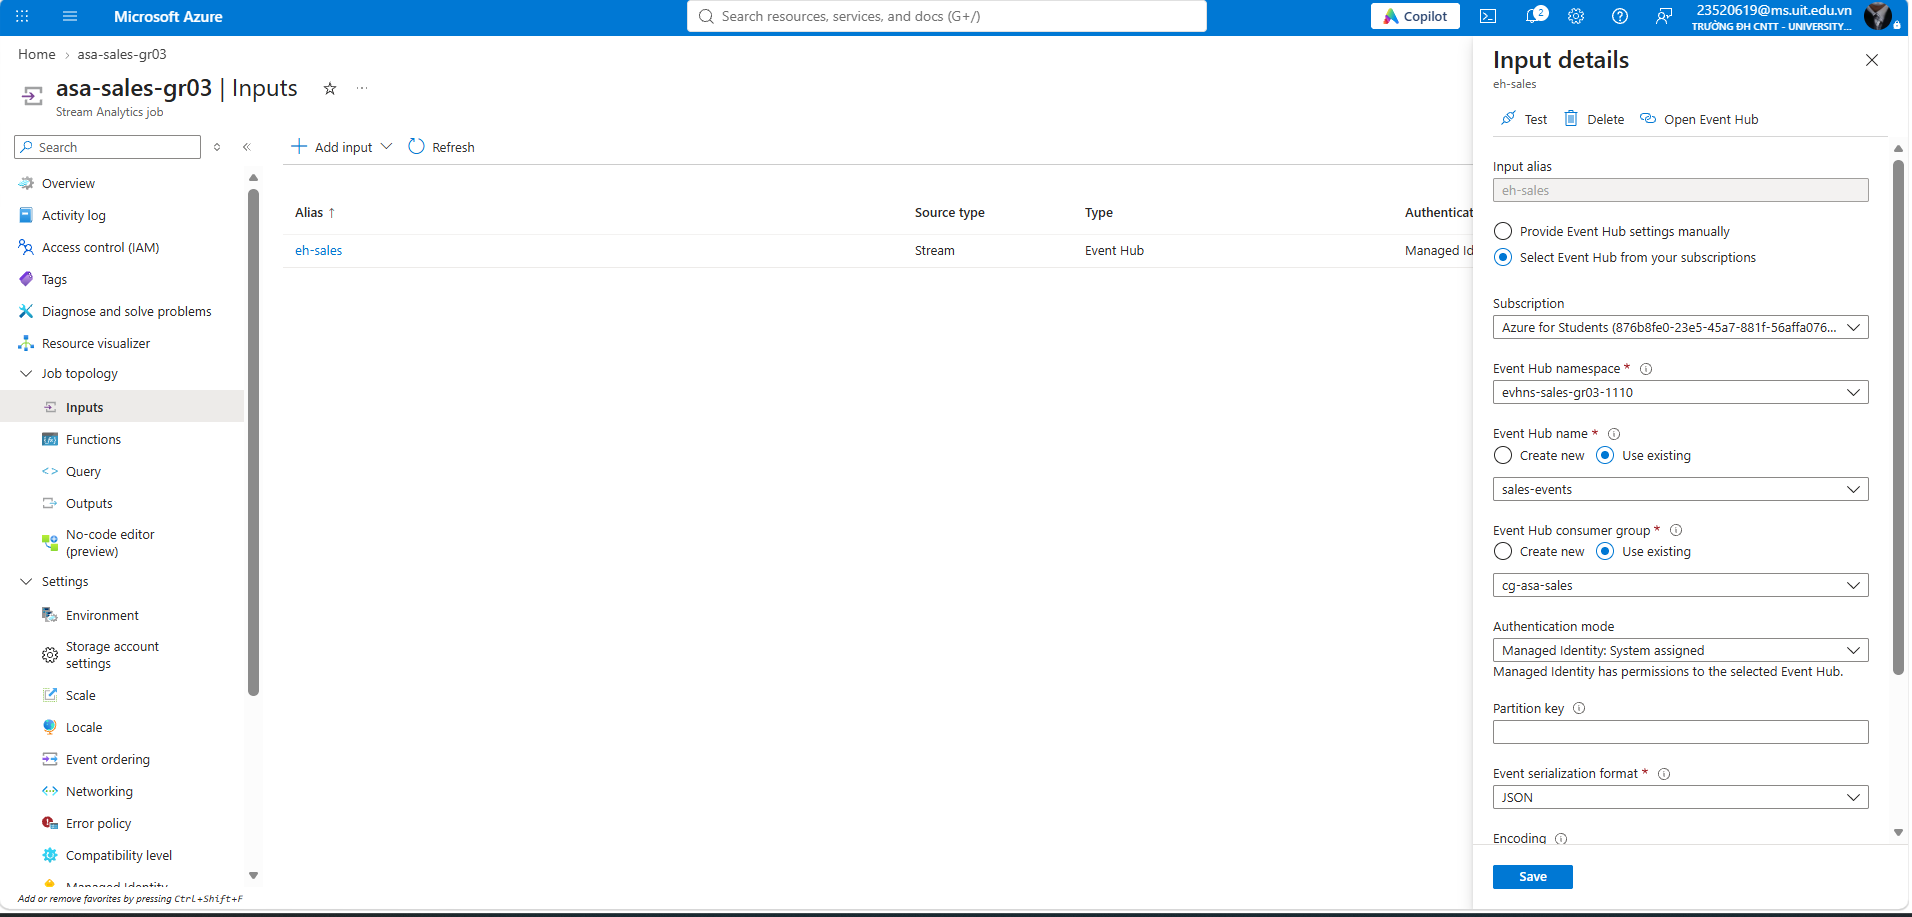 Microsoft Azure
Search resources, services, and docs (G+/)
Copilot
2
23520619@ms.uit.edu.vn
TRƯỜNG ĐH CNTT - UNIVERSITY...
Home > asa-sales-gr03
asa-sales-gr03 | Inputs
Stream Analytics job
Search
Overview
Activity log
Access control (IAM)
Tags
Diagnose and solve problems
Resource visualizer
Job topology
Inputs
Functions
Query
Outputs
No-code editor
(preview)
Settings
Environment
Storage account
settings
Scale
Locale
Event ordering
Networking
Error policy
Compatibility level
Managed Identity
Add or remove favorites by pressing Ctrl+Shift+F
Add input
Refresh
Alias ↑ Source type Type Authenticat
eh-sales Stream Event Hub Managed Id
Input details
eh-sales
Test Delete Open Event Hub
Input alias
eh-sales
Provide Event Hub settings manually
Select Event Hub from your subscriptions
Subscription
Azure for Students (876b8fe0-23e5-45a7-881f-56affa076...
Event Hub namespace *
evhns-sales-gr03-1110
Event Hub name *
Create new Use existing
sales-events
Event Hub consumer group *
Create new Use existing
cg-asa-sales
Authentication mode
Managed Identity: System assigned
Managed Identity has permissions to the selected Event Hub.
Partition key
Event serialization format *
JSON
Encoding
Save